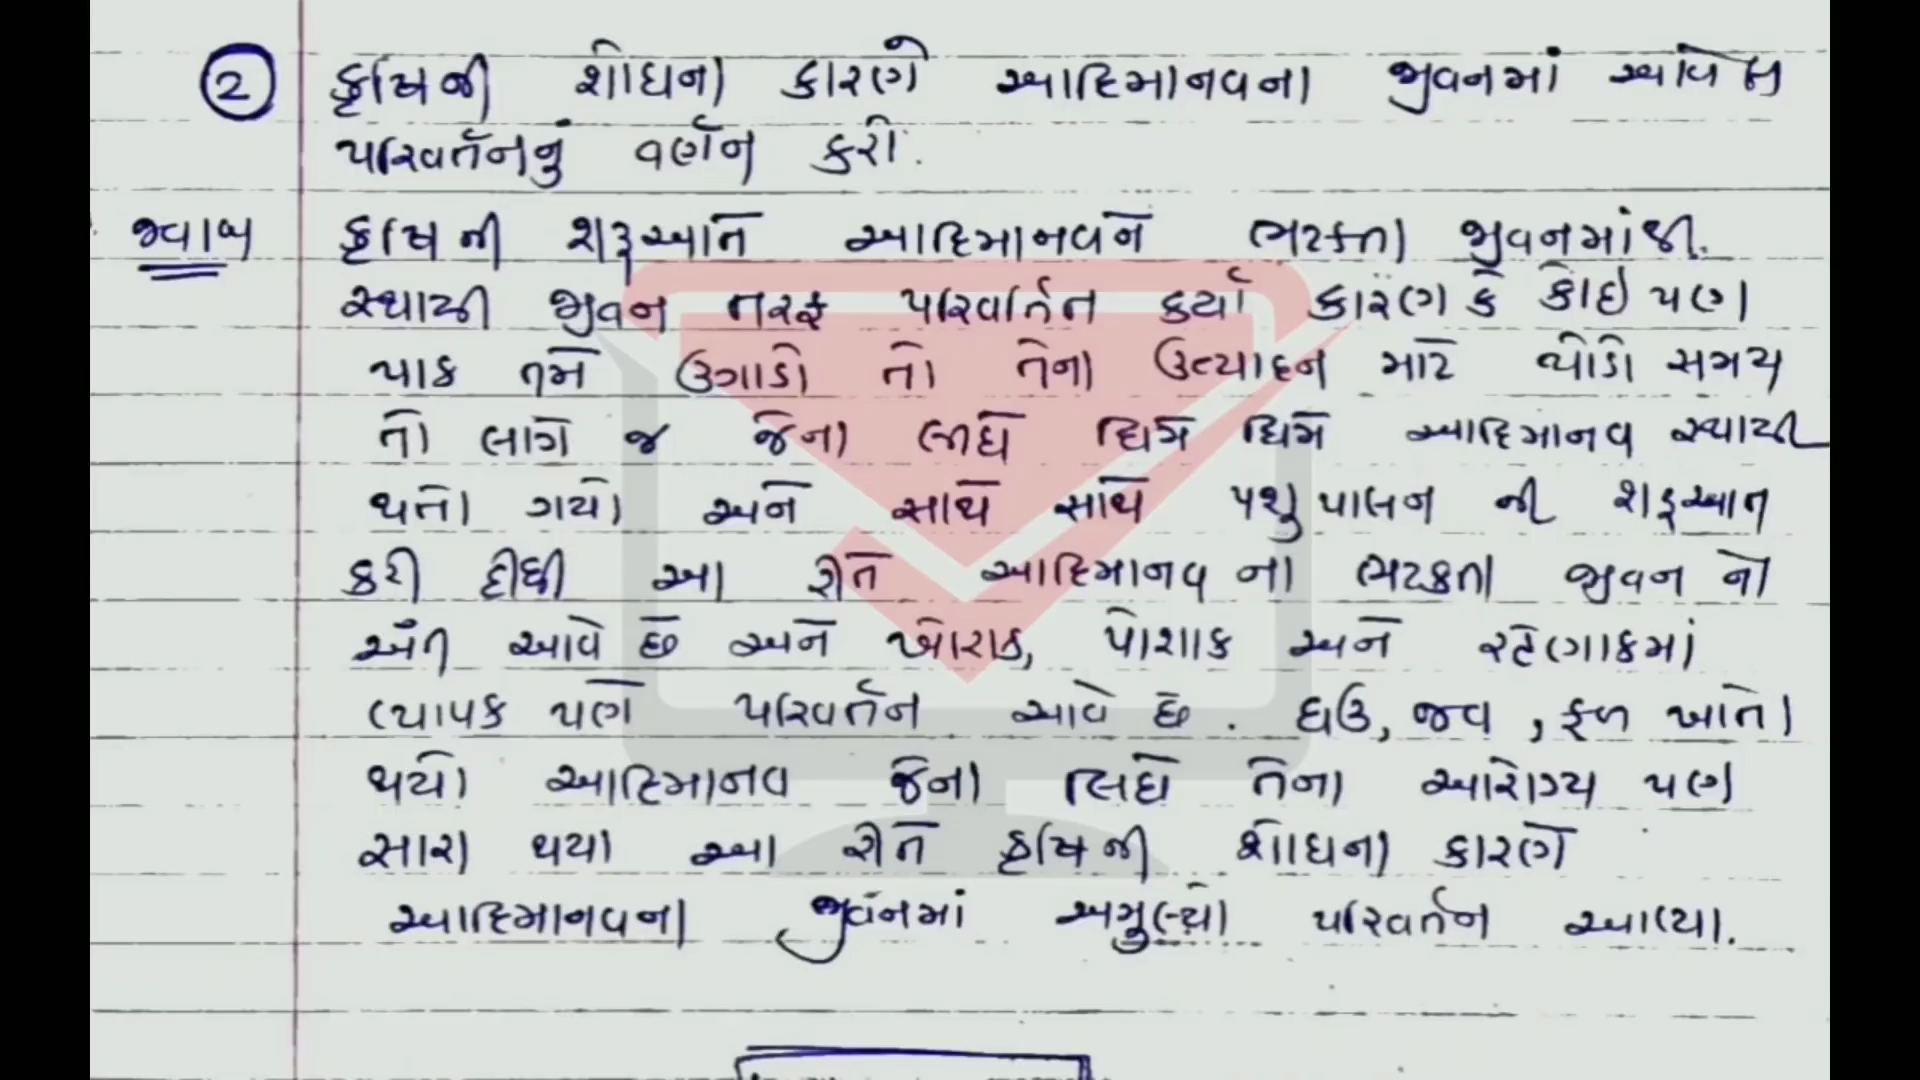 2 કૃષિની શોધના કારણે આદિમાનવના જીવનમાં આવેલ
પરિવર્તનનું વર્ણન કરો.
જવાબ કૃષિ ની શરૂઆતે આદિમાનવને ભટકતા જીવનમાંથી
સ્થાયી જીવન તરફ પરિવર્તિત કર્યા કારણ કે કોઇ પણ
પાક તમે ઉગાડો તો તેના ઉત્પાદન માટે થોડો સમય
તો લાગે જ જેના લીધે ધિમે ધિમે આદિમાનવ સ્થાયી
થતો ગયો અને સાથે સાથે પશુપાલન ની શરૂઆત
કરી દીધી આ રીતે આદિમાનવ ના ભટકતા જીવન નો
અંત આવે છે અને ખોરાક, પોશાક અને રહેણાકમાં
વ્યાપક પણે પરિવર્તન આવે છે. ઘઉ, જવ, ફળ ખાતો
થયો આદિમાનવ જેના લિધે તેના આરોગ્ય પણ
સારા થયા આ રીતે કૃષિની શોધના કારણે
આદિમાનવના જીવનમાં અમુલ્ય પરિવર્તન આવ્યા.